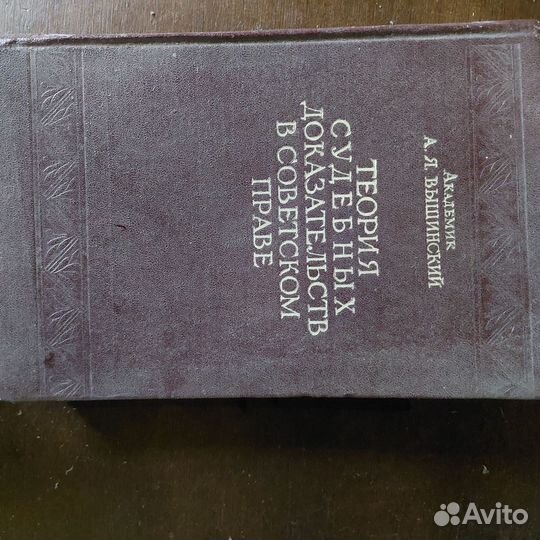 Академик
А. Я. Вышинский
ТЕОРИЯ
СУДЕБНЫХ
ДОКАЗАТЕЛЬСТВ
В СОВЕТСКОМ
ПРАВЕ
Avito